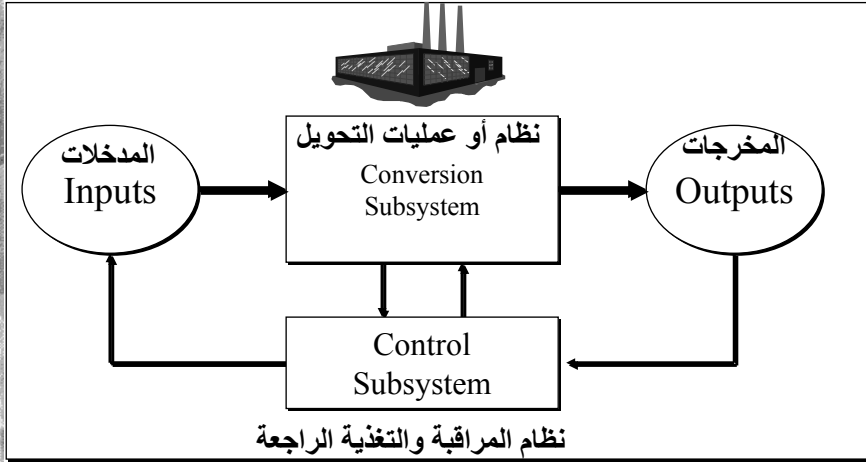 نظام أو عمليات التحويل
Conversion
Subsystem
المدخلات
Inputs
المخرجات
Outputs
Control
Subsystem
نظام المراقبة والتغذية الراجعة